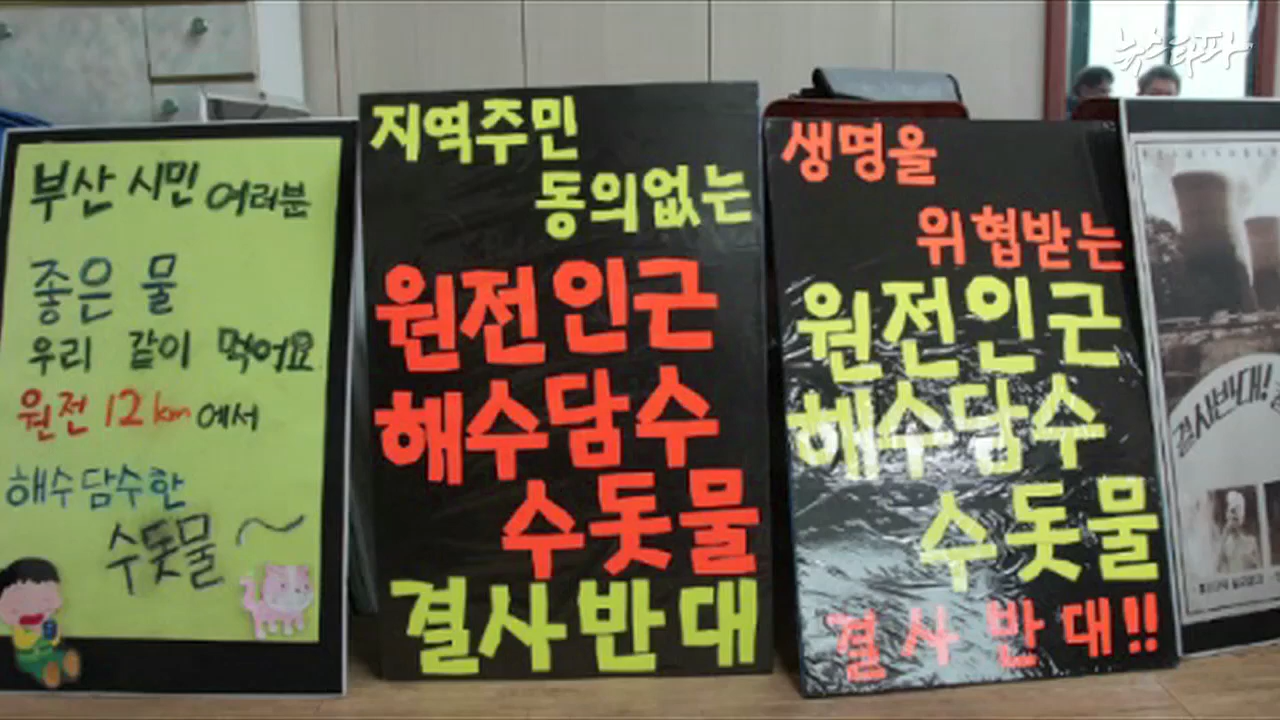 뉴스타파
부산 시민 여러분
좋은 물
우리 같이 먹어요
원전 12km에서
해수담수한
수돗물~
지역주민
동의없는
원전인근
해수담수
수돗물
결사반대
생명을
위협받는
원전인근
해수담수
수돗물
결사반대!!
결사반대!